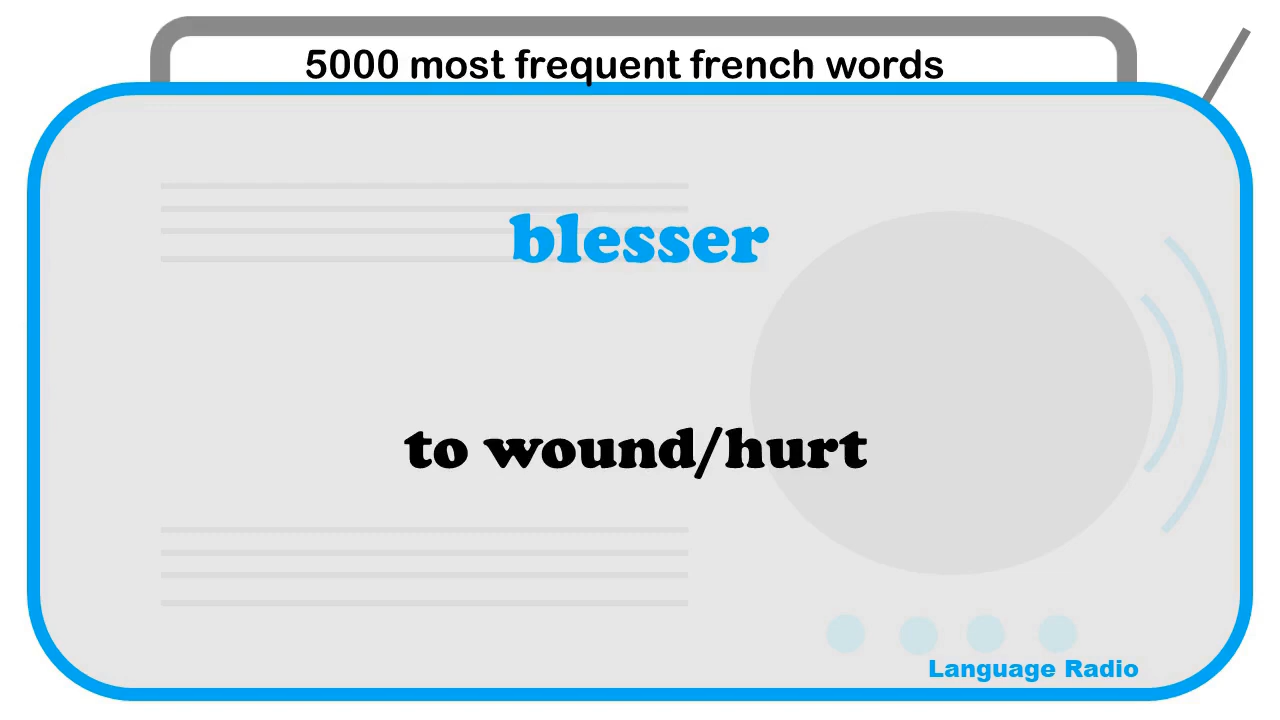 5000 most frequent french words
blesser
to wound/hurt
Language Radio